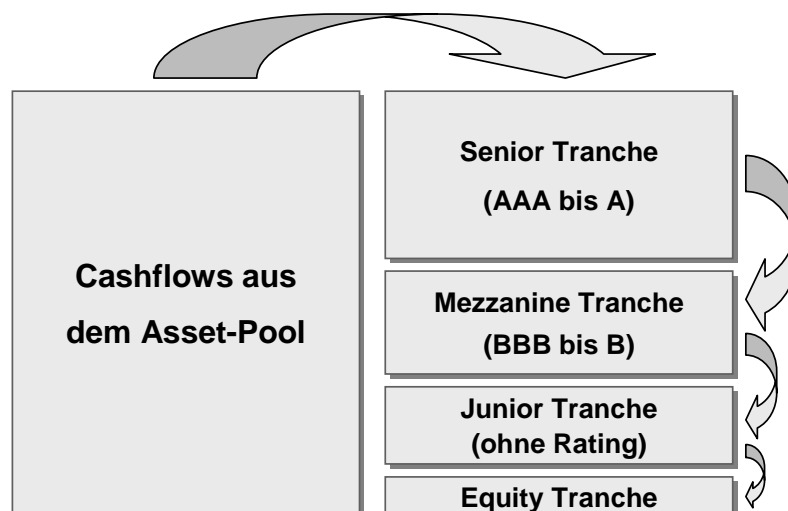 Cashflows aus
dem Asset-Pool
Senior Tranche
(AAA bis A)
Mezzanine Tranche
(BBB bis B)
Junior Tranche
(ohne Rating)
Equity Tranche